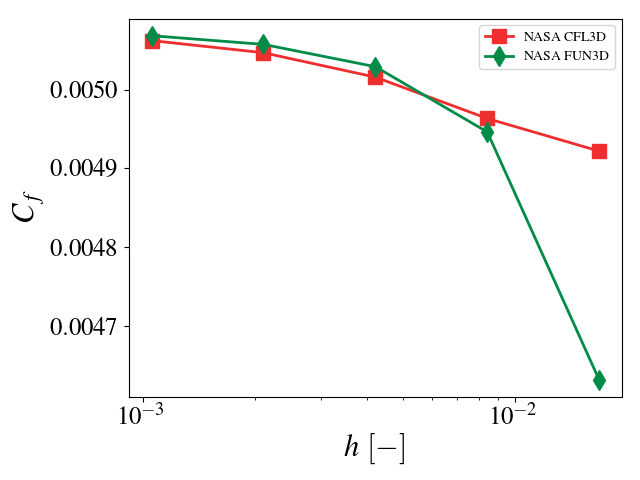 NASA CFL3D
NASA FUN3D
0.0050
0.0049
0.0048
0.0047
C_f
10⁻³
10⁻²
h [−]